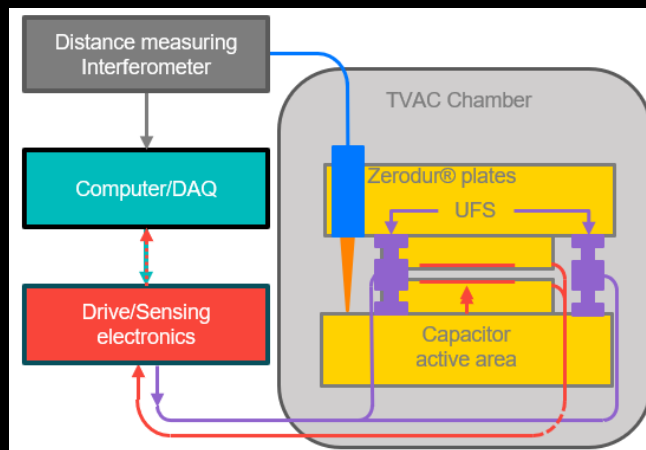 Distance measuring
Interferometer
TVAC Chamber
Computer/DAQ
Zerodur® plates
UFS
Drive/Sensing
electronics
Capacitor
active area